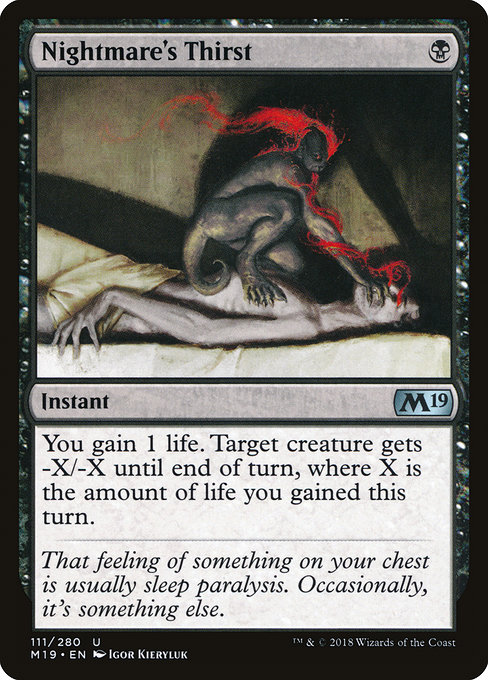 Nightmare's Thirst
Instant
M19
You gain 1 life. Target creature gets
-X/-X until end of turn, where X is
the amount of life you gained this
turn.
That feeling of something on your chest
is usually sleep paralysis. Occasionally,
it's something else.
111/280 U
™ & © 2018 Wizards of the Coast
M19 • EN Igor Kieryluk